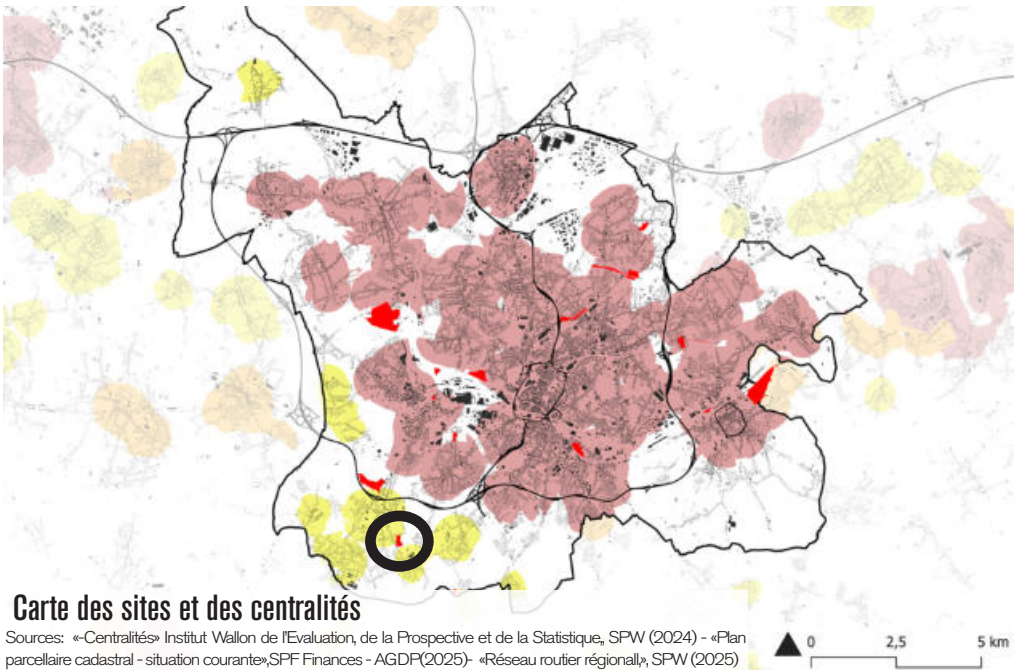 Carte des sites et des centralités
Sources: «-Centralités» Institut Wallon de l'Evaluation, de la Prospective et de la Statistique,, SPW (2024) - «Plan
parcellaire cadastral - situation courante»,SPF Finances - AGDP(2025)- «Réseau routier régional,», SPW (2025)
0 2,5 5 km